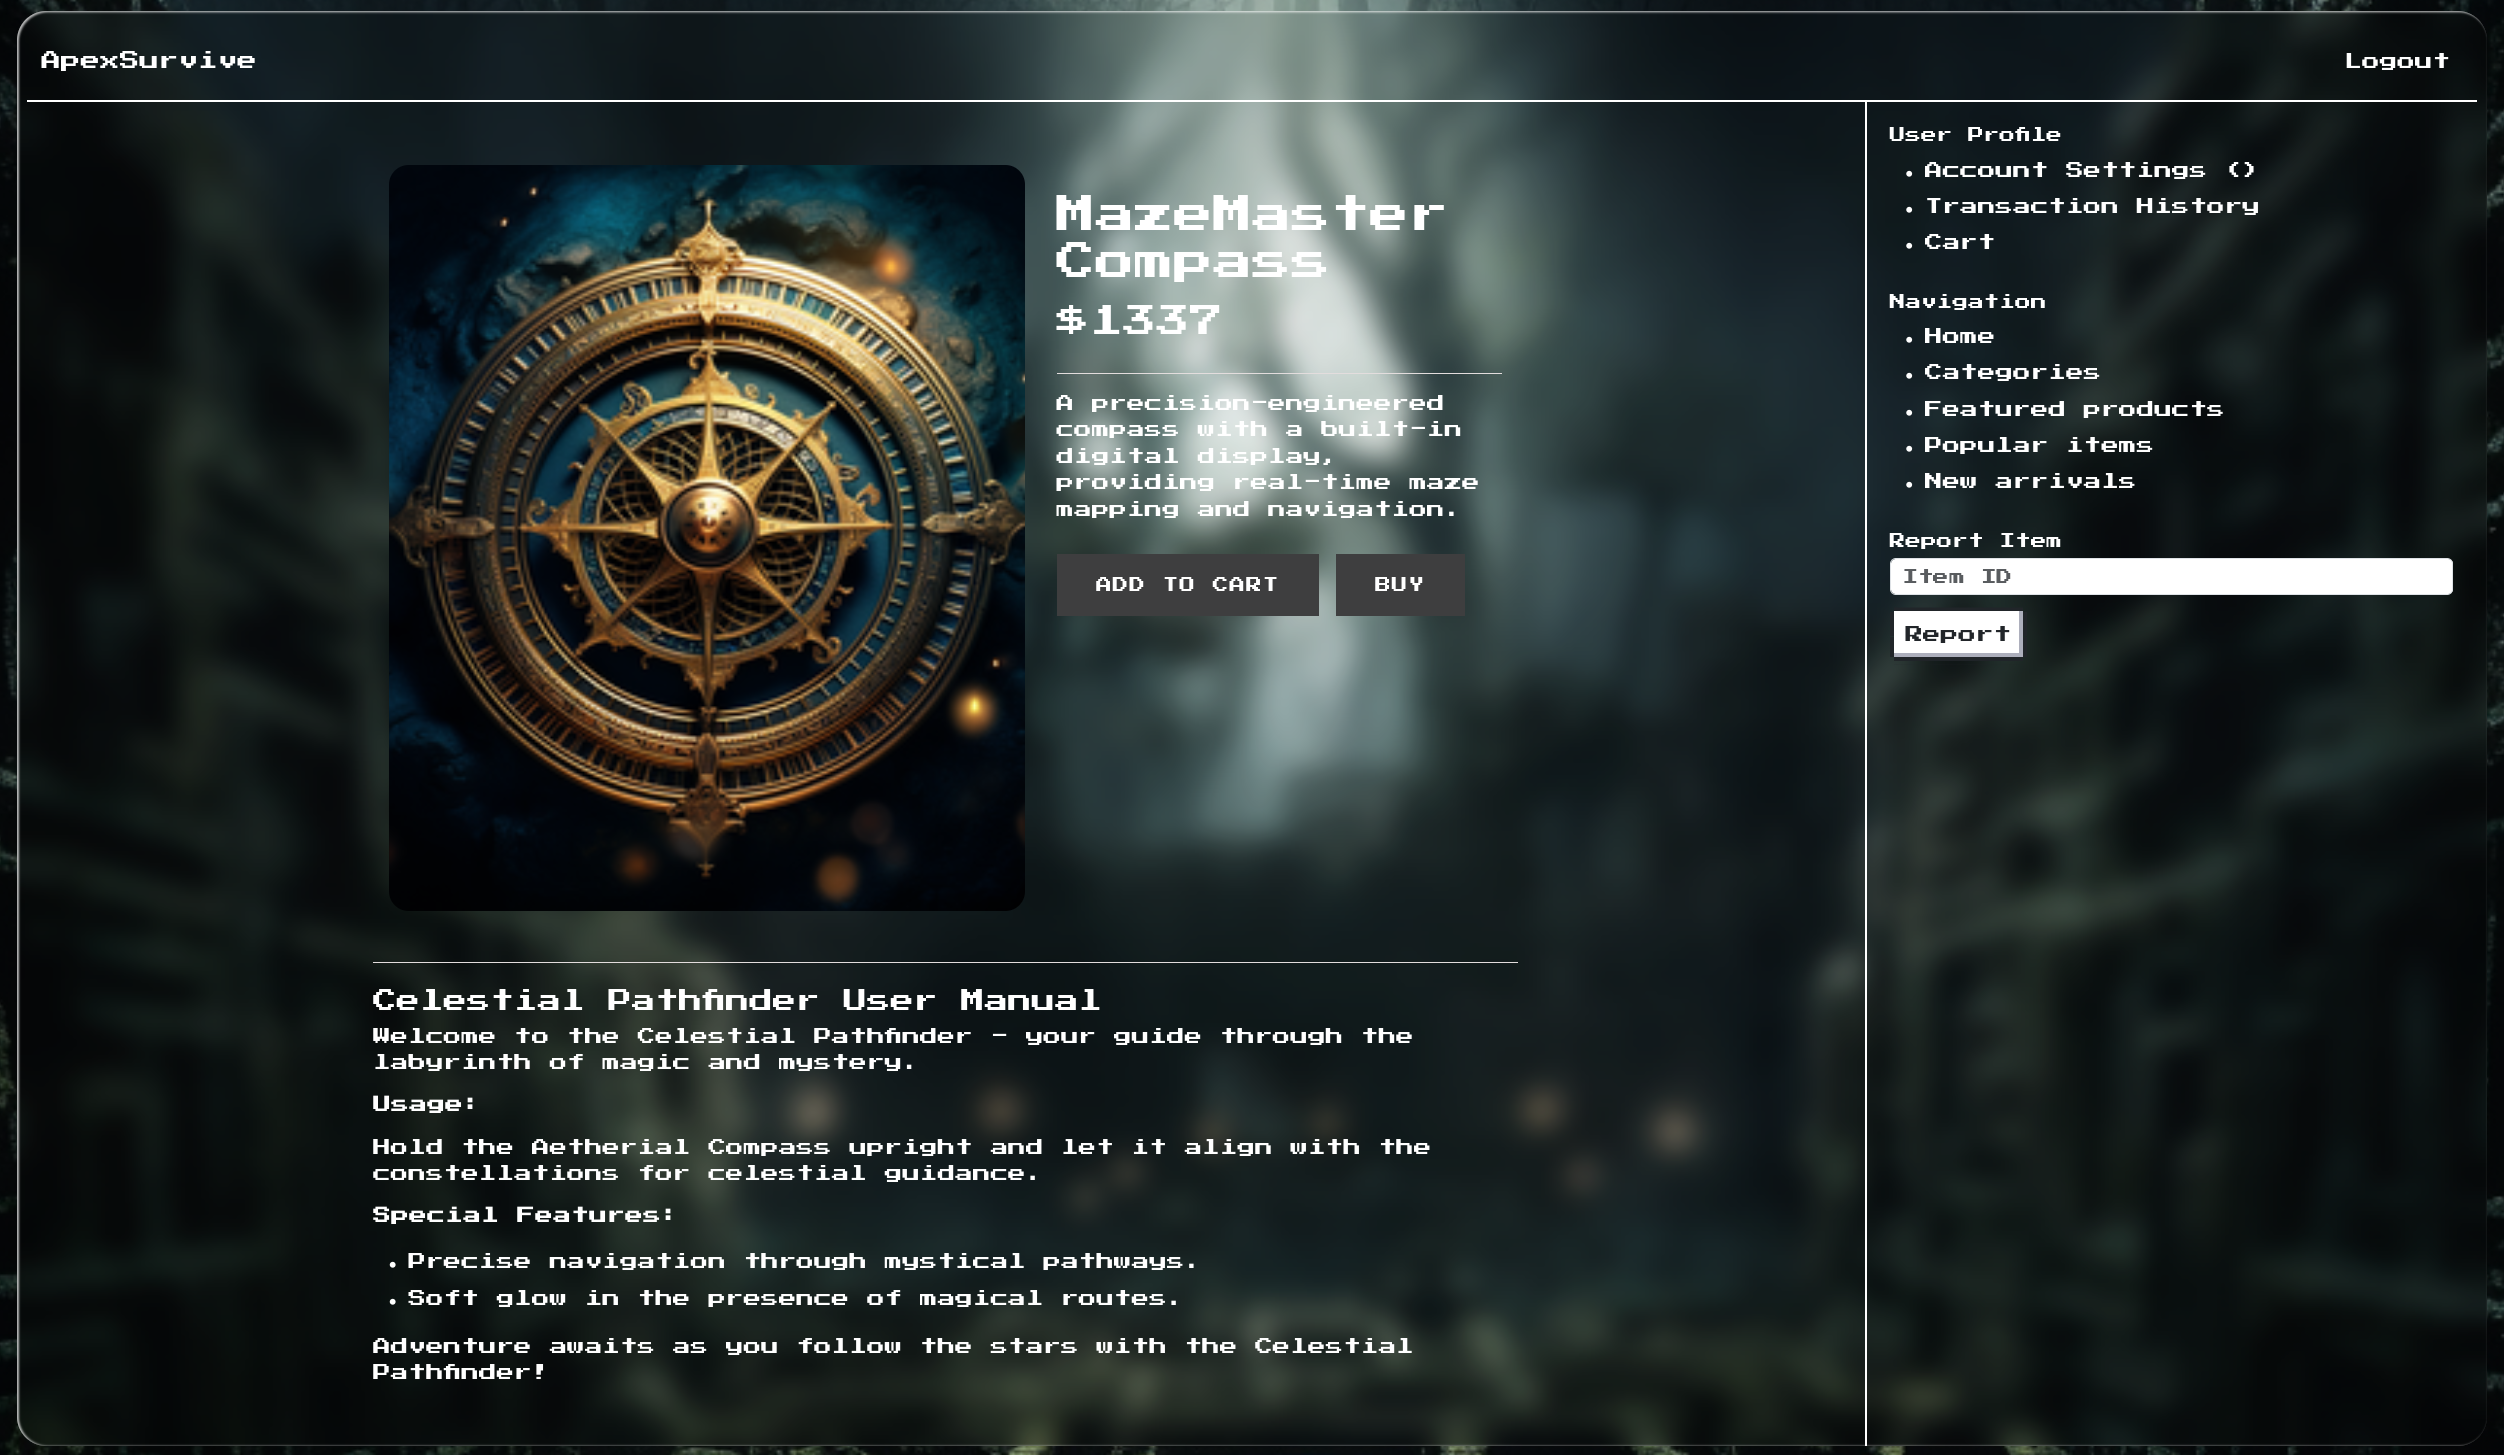 ApexSurvive
Logout
MazeMaster
Compass
$1337
A precision-engineered
compass with a built-in
digital display,
providing real-time maze
mapping and navigation.
ADD TO CART
BUY
Celestial Pathfinder User Manual
Welcome to the Celestial Pathfinder - your guide through the
labyrinth of magic and mystery.
Usage:
Hold the Aetherial Compass upright and let it align with the
constellations for celestial guidance.
Special Features:
• Precise navigation through mystical pathways.
• Soft glow in the presence of magical routes.
Adventure awaits as you follow the stars with the Celestial
Pathfinder!
User Profile
• Account Settings ()
• Transaction History
• Cart
Navigation
• Home
• Categories
• Featured products
• Popular items
• New arrivals
Report Item
Item ID
Report